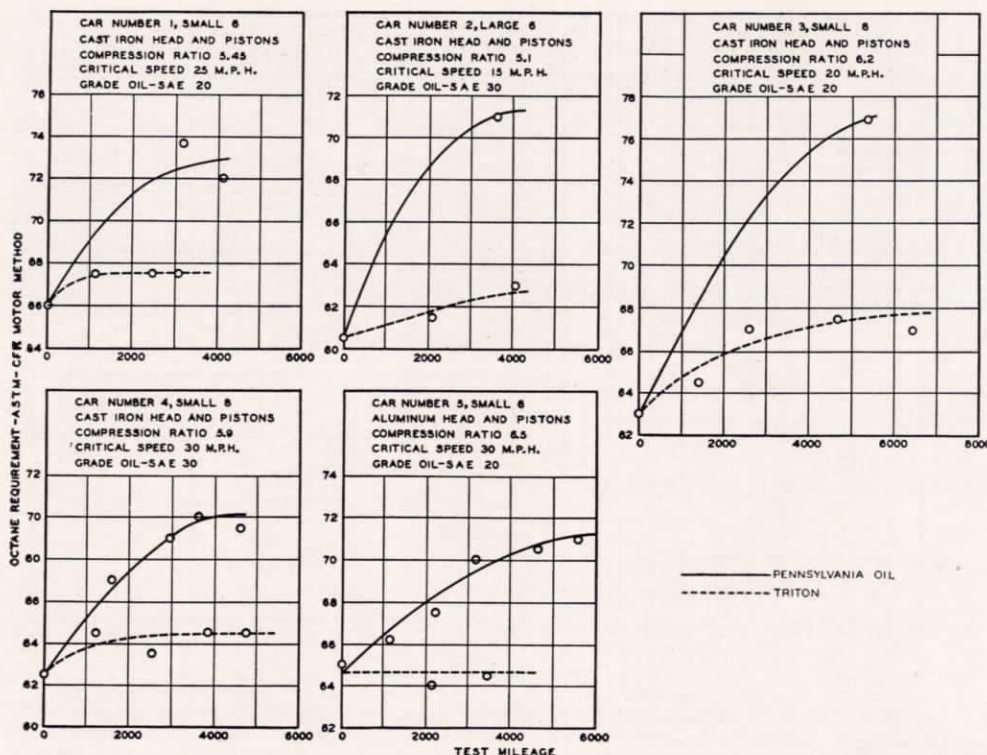 CAR NUMBER 1, SMALL 6
CAST IRON HEAD AND PISTONS
COMPRESSION RATIO 5.45
CRITICAL SPEED 25 M.P.H.
GRADE OIL-SAE 20
76
74
72
70
68
66
64
0 2000 4000 6000
CAR NUMBER 2, LARGE 6
CAST IRON HEAD AND PISTONS
COMPRESSION RATIO 5.1
CRITICAL SPEED 15 M.P.H.
GRADE OIL-SAE 30
72
70
68
66
64
62
60
0 2000 4000 6000
CAR NUMBER 3, SMALL 8
CAST IRON HEAD AND PISTONS
COMPRESSION RATIO 6.2
CRITICAL SPEED 20 M.P.H.
GRADE OIL-SAE 20
78
76
74
72
70
68
66
64
62
0 2000 4000 6000 8000
OCTANE REQUIREMENT-ASTM-CFR MOTOR METHOD
CAR NUMBER 4, SMALL 8
CAST IRON HEAD AND PISTONS
COMPRESSION RATIO 5.9
CRITICAL SPEED 30 M.P.H.
GRADE OIL-SAE 30
72
70
68
66
64
62
60
0 2000 4000 6000
CAR NUMBER 5, SMALL 6
ALUMINUM HEAD AND PISTONS
COMPRESSION RATIO 6.5
CRITICAL SPEED 30 M.P.H.
GRADE OIL-SAE 20
74
72
70
68
66
64
62
0 2000 4000 6000
TEST MILEAGE
PENNSYLVANIA OIL
TRITON